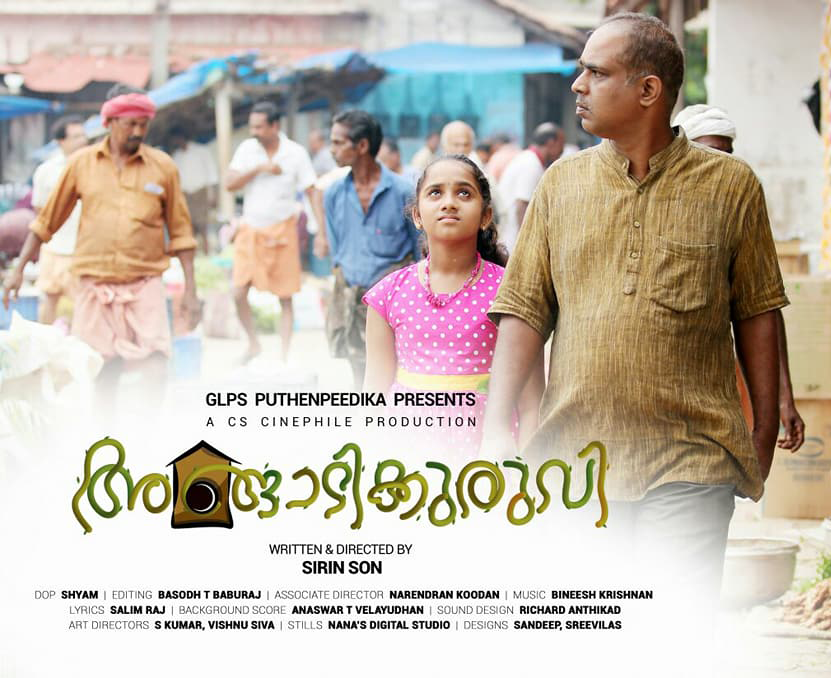 GLPS PUTHENPEEDIKA PRESENTS
A CS CINEPHILE PRODUCTION
അങ്ങാടിക്കുരുവി
WRITTEN & DIRECTED BY
SIRIN SON
DOP SHYAM | EDITING BASODH T BABURAJ | ASSOCIATE DIRECTOR NARENDRAN KOODAN | MUSIC BINEESH KRISHNAN
LYRICS SALIM RAJ | BACKGROUND SCORE ANASWAR T VELAYUDHAN | SOUND DESIGN RICHARD ANTHIKAD
ART DIRECTORS S KUMAR, VISHNU SIVA | STILLS NANA'S DIGITAL STUDIO | DESIGNS SANDEEP, SREEVILAS